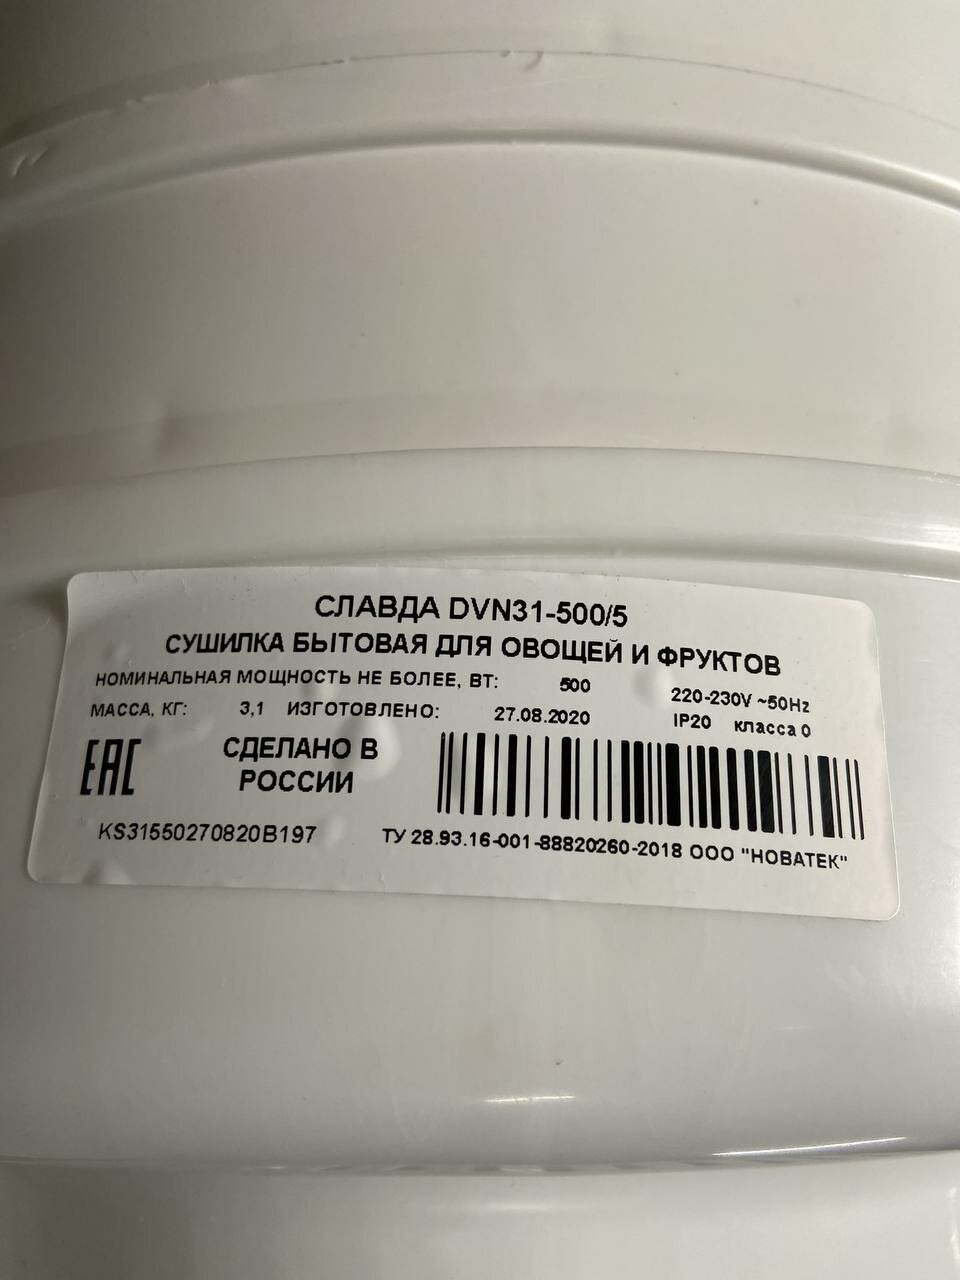 СЛАВДА DVN31-500/5
СУШИЛКА БЫТОВАЯ ДЛЯ ОВОЩЕЙ И ФРУКТОВ
НОМИНАЛЬНАЯ МОЩНОСТЬ НЕ БОЛЕЕ, ВТ: 500 220-230V ~50Hz
МАССА, КГ: 3,1 ИЗГОТОВЛЕНО: 27.08.2020 IP20 класса 0
EAC СДЕЛАНО В
РОССИИ
KS31550270820B197 ТУ 28.93.16-001-88820260-2018 ООО "НОВАТЕК"